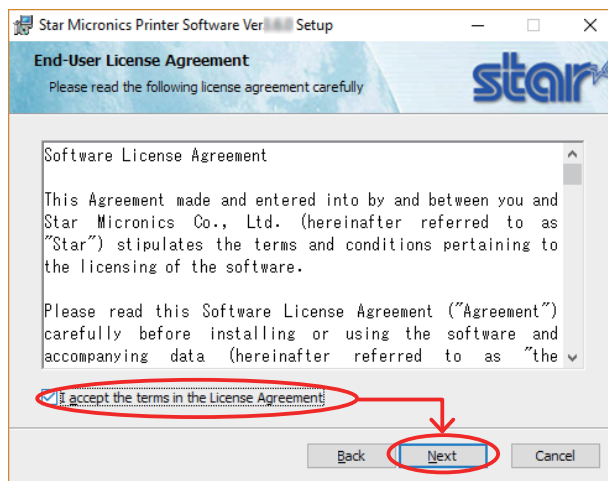 Star Micronics Printer Software Ver Setup
End-User License Agreement
Please read the following license agreement carefully
star
Software License Agreement
This Agreement made and entered into by and between you and
Star Micronics Co., Ltd. (hereinafter referred to as
"Star") stipulates the terms and conditions pertaining to
the licensing of the software.
Please read this Software License Agreement ("Agreement")
carefully before installing or using the software and
accompanying data (hereinafter referred to as "the
I accept the terms in the License Agreement
Back Next Cancel